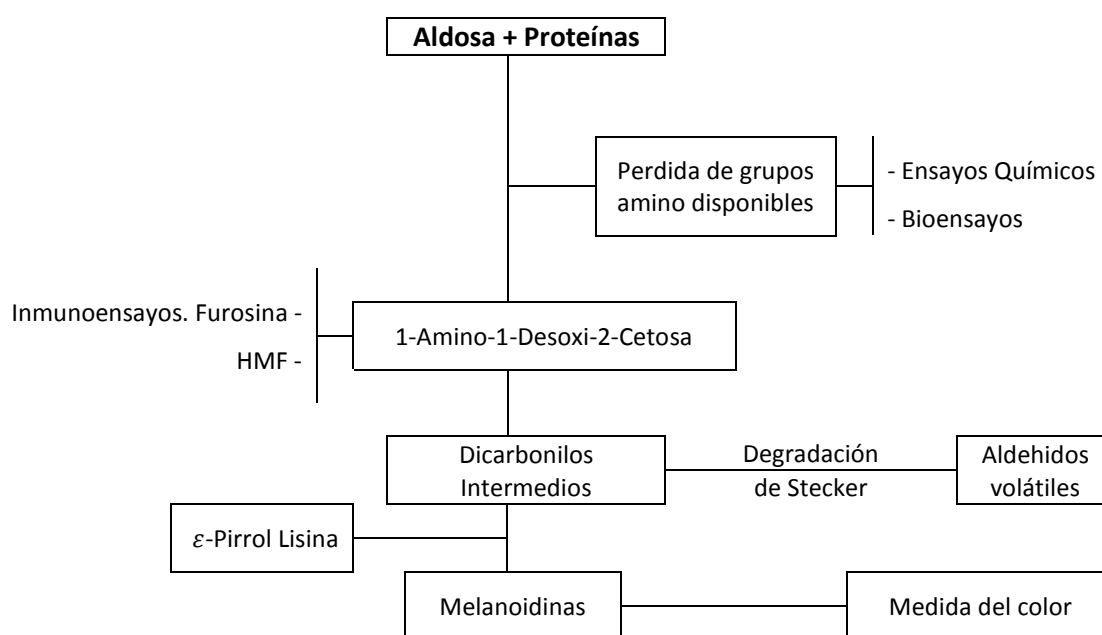 Aldosa + Proteínas
Perdida de grupos
amino disponibles
- Ensayos Químicos
- Bioensayos
Inmunoensayos. Furosina -
HMF -
1-Amino-1-Desoxi-2-Cetosa
Dicarbonilos
Intermedios
Degradación
de Stecker
Aldehidos
volátiles
ε-Pirrol Lisina
Melanoidinas
Medida del color